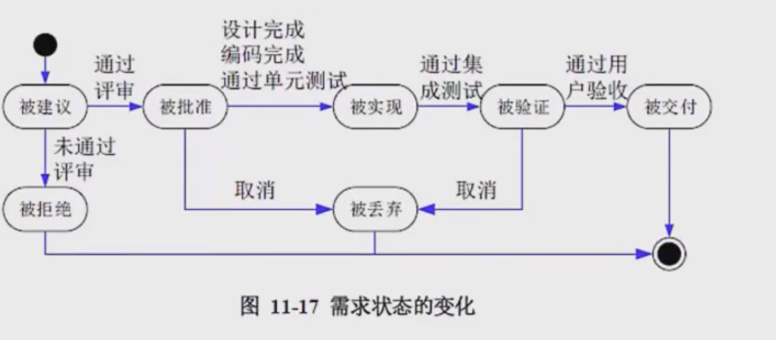 设计完成
编码完成
通过单元测试
通过
评审
通过集
成测试
通过用
户验收
被建议
被批准
被实现
被验证
被交付
未通过
评审
取消
取消
被拒绝
被丢弃
图 11-17 需求状态的变化